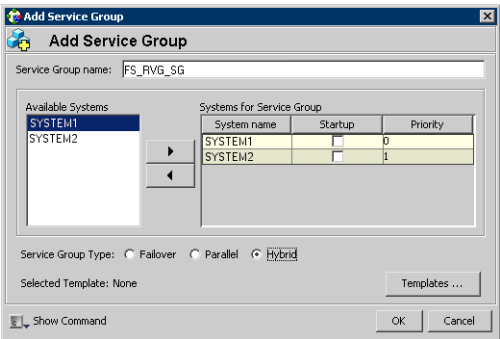 Add Service Group
Add Service Group
Service Group name: FS_RVG_SG
Available Systems
SYSTEM1
SYSTEM2
Systems for Service Group
System name Startup Priority
SYSTEM1 0
SYSTEM2 1
Service Group Type: Failover Parallel Hybrid
Selected Template: None
Templates ...
Show Command
OK Cancel